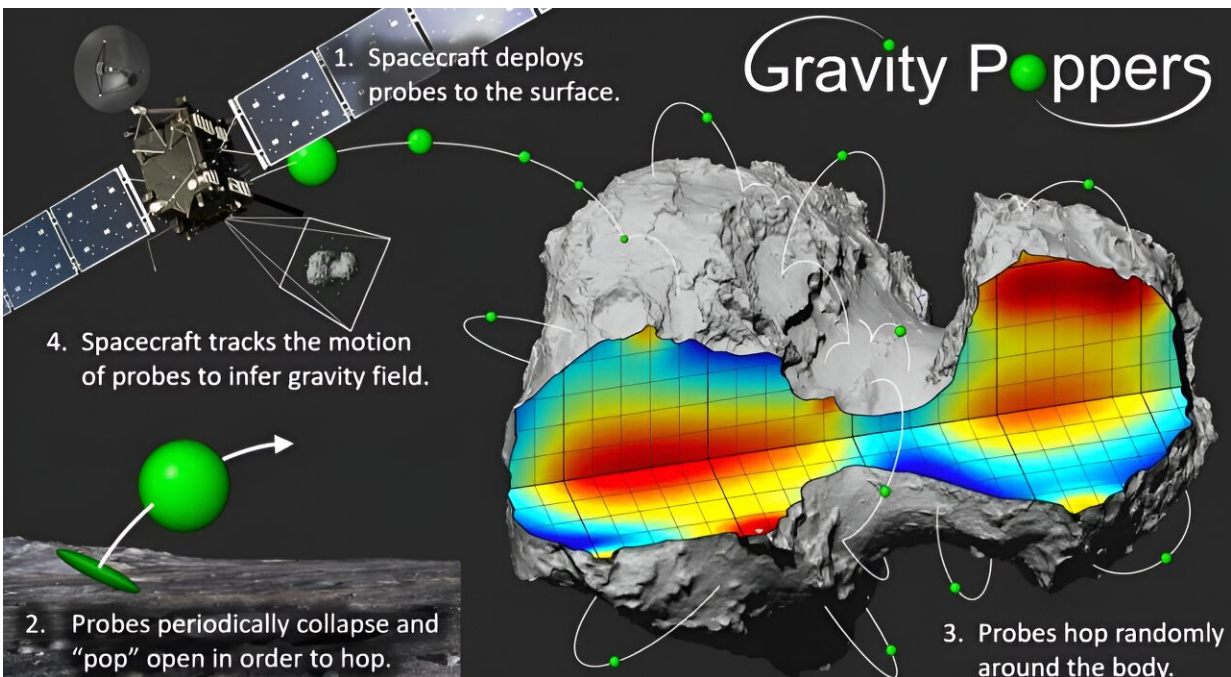 Gravity Poppers
1. Spacecraft deploys
probes to the surface.
4. Spacecraft tracks the motion
of probes to infer gravity field.
2. Probes periodically collapse and
“pop” open in order to hop.
3. Probes hop randomly
around the body.